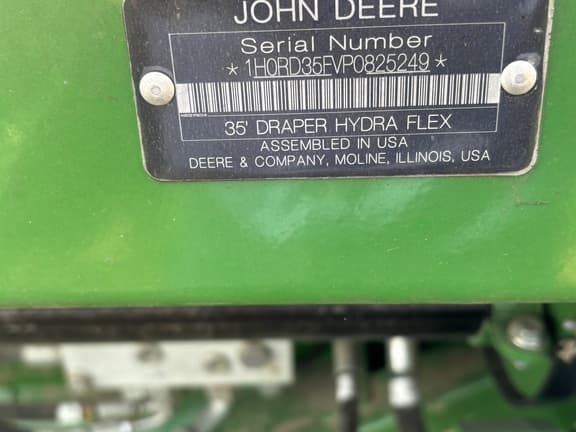 JOHN DEERE
Serial Number
*1H0RD35FVP0825249*
35' DRAPER HYDRA FLEX
ASSEMBLED IN USA
DEERE & COMPANY, MOLINE, ILLINOIS, USA